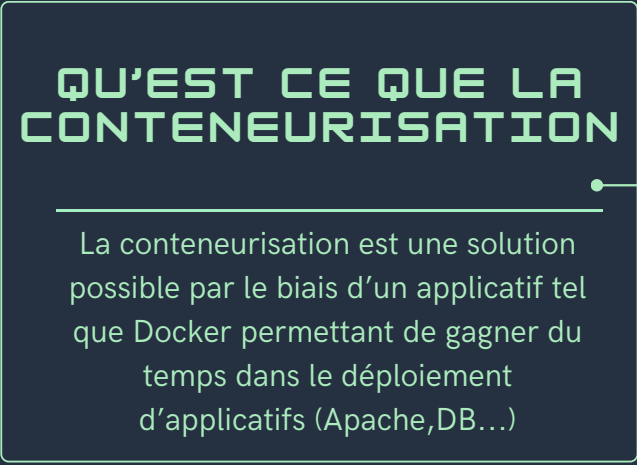 QU'EST CE QUE LA
CONTENEURISATION
La conteneurisation est une solution
possible par le biais d'un applicatif tel
que Docker permettant de gagner du
temps dans le déploiement
d'applicatifs (Apache,DB...)